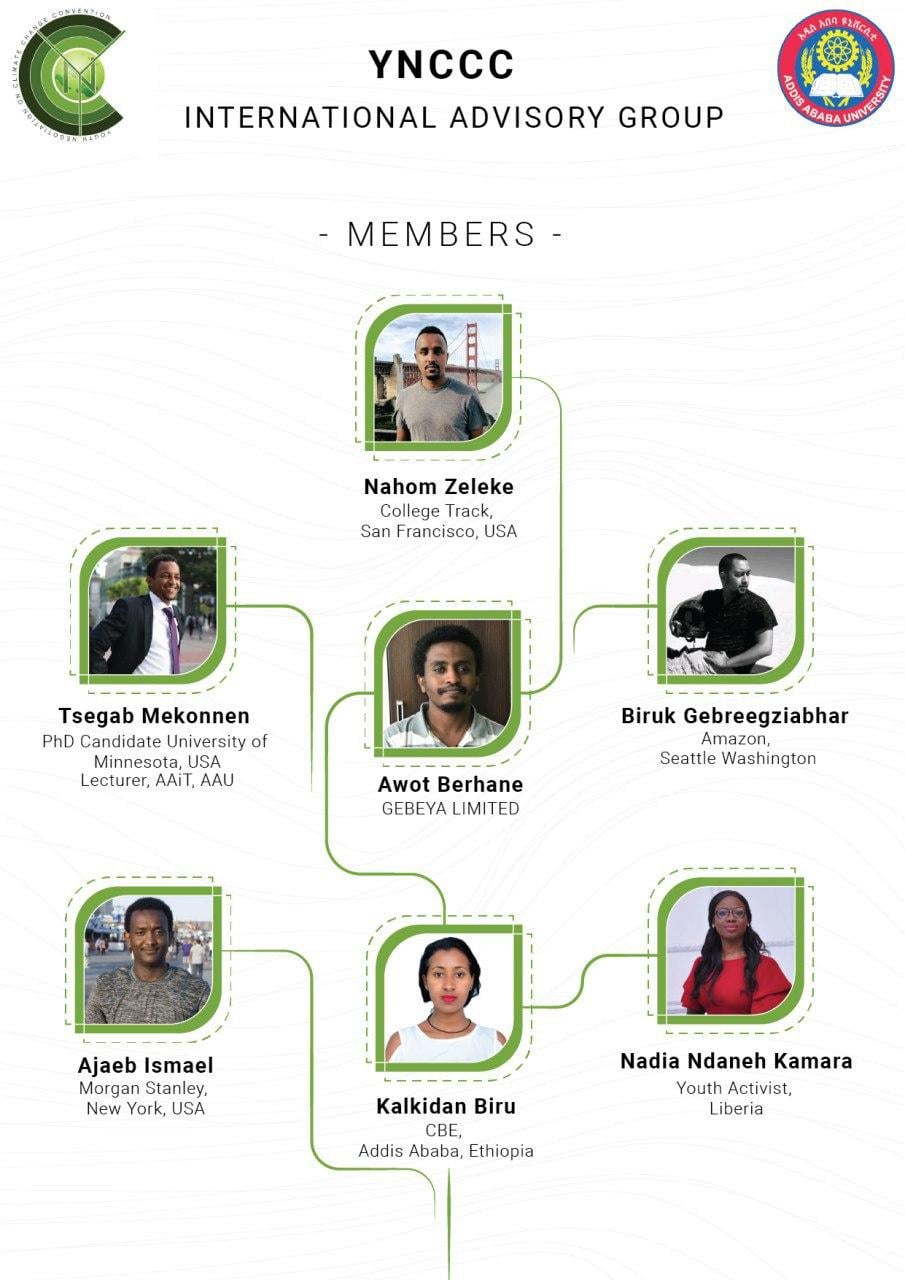 YOUTH NEGOTIATION ON CLIMATE CHANGE CONVENTION
YNCCC
INTERNATIONAL ADVISORY GROUP
አዲስ አበባ ዩኒቨርሲቲ
ADDIS ABABA UNIVERSITY
- MEMBERS -
Nahom Zeleke
College Track,
San Francisco, USA
Tsegab Mekonnen
PhD Candidate University of
Minnesota, USA
Lecturer, AAiT, AAU
Awot Berhane
GEBEYA LIMITED
Biruk Gebreegziabhar
Amazon,
Seattle Washington
Ajaeb Ismael
Morgan Stanley,
New York, USA
Kalkidan Biru
CBE,
Addis Ababa, Ethiopia
Nadia Ndaneh Kamara
Youth Activist,
Liberia